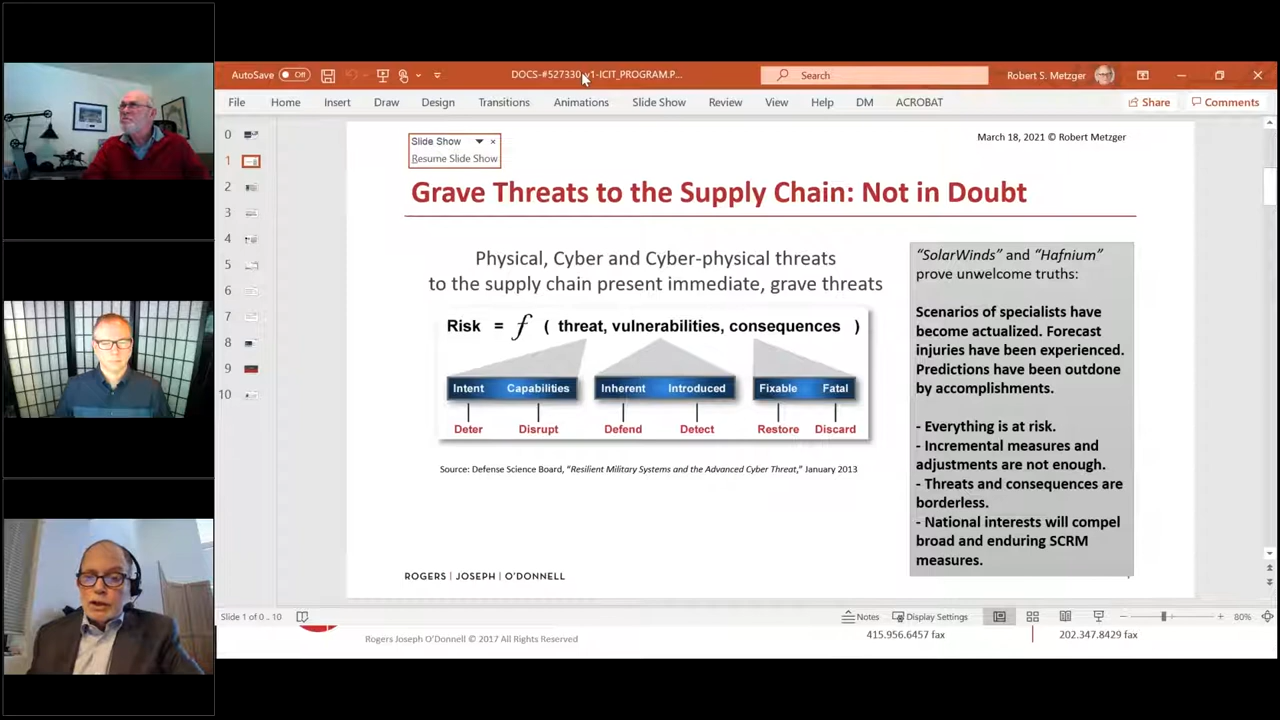 AutoSave Off
DOCS-#527330_v1-ICIT_PROGRAM.P...
Search
Robert S. Metzger
File Home Insert Draw Design Transitions Animations Slide Show Review View Help DM ACROBAT
Share Comments
0
1
2
3
4
5
6
7
8
9
10
Slide Show
Resume Slide Show
March 18, 2021 © Robert Metzger
Grave Threats to the Supply Chain: Not in Doubt
Physical, Cyber and Cyber-physical threats
to the supply chain present immediate, grave threats
Risk = f ( threat, vulnerabilities, consequences )
Intent Capabilities Inherent Introduced Fixable Fatal
Deter Disrupt Defend Detect Restore Discard
Source: Defense Science Board, “Resilient Military Systems and the Advanced Cyber Threat,” January 2013
“SolarWinds” and “Hafnium”
prove unwelcome truths:
Scenarios of specialists have
become actualized. Forecast
injuries have been experienced.
Predictions have been outdone
by accomplishments.
- Everything is at risk.
- Incremental measures and
adjustments are not enough.
- Threats and consequences are
borderless.
- National interests will compel
broad and enduring SCRM
measures.
ROGERS | JOSEPH | O’DONNELL
Slide 1 of 0 .. 10
Notes Display Settings 80%
Rogers Joseph O’Donnell © 2017 All Rights Reserved
415.956.6457 fax
202.347.8429 fax